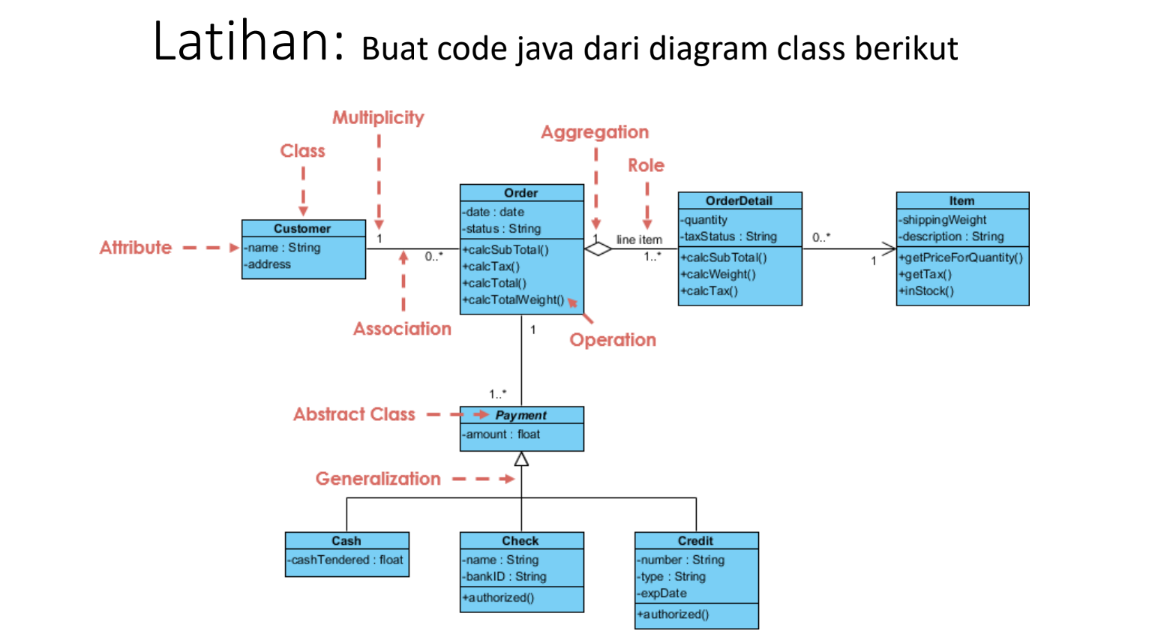 Latihan: Buat code java dari diagram class berikut
Multiplicity
Aggregation
Class
Role
Attribute
Customer
-name : String
-address
1
0..*
Association
Order
-date : date
-status : String
+calcSubTotal()
+calcTax()
+calcTotal()
+calcTotalWeight()
1
line item
1..*
Operation
OrderDetail
-quantity
-taxStatus : String
+calcSubTotal()
+calcWeight()
+calcTax()
0..*
1
Item
-shippingWeight
-description : String
+getPriceForQuantity()
+getTax()
+inStock()
1
1..*
Abstract Class
Payment
-amount : float
Generalization
Cash
-cashTendered : float
Check
-name : String
-bankID : String
+authorized()
Credit
-number : String
-type : String
-expDate
+authorized()